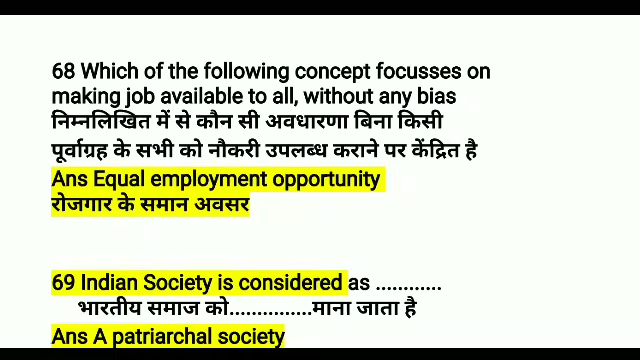 68 Which of the following concept focusses on
making job available to all, without any bias
निम्नलिखित में से कौन सी अवधारणा बिना किसी
पूर्वाग्रह के सभी को नौकरी उपलब्ध कराने पर केंद्रित है
Ans Equal employment opportunity
रोजगार के समान अवसर
69 Indian Society is considered as ............
भारतीय समाज को...............माना जाता है
Ans A patriarchal society